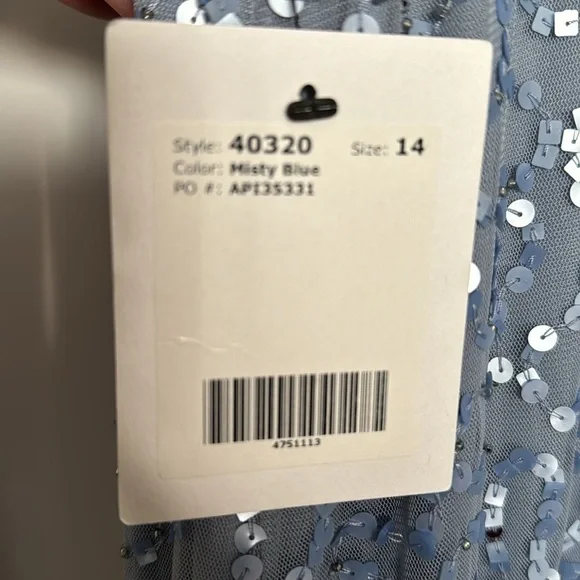 Style: 40320 Size: 14
Color: Misty Blue
PO #: API35331
4751113